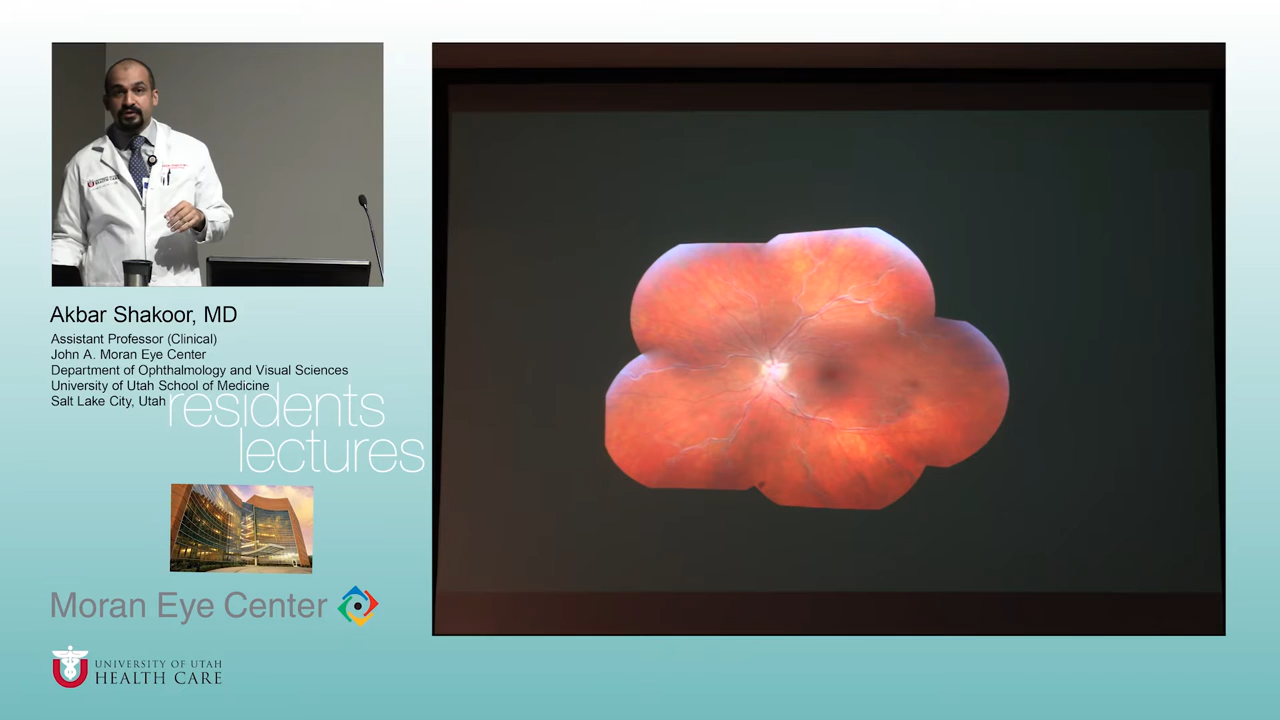 Akbar Shakoor, MD
Assistant Professor (Clinical)
John A. Moran Eye Center
Department of Ophthalmology and Visual Sciences
University of Utah School of Medicine
Salt Lake City, Utah
residents
lectures
Moran Eye Center
UNIVERSITY OF UTAH
HEALTH CARE